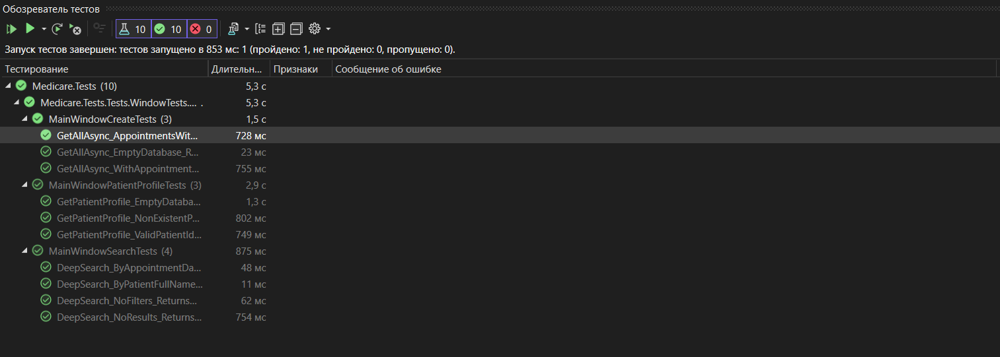 Обозреватель тестов
10 10 0
Запуск тестов завершен: тестов запущено в 853 мс: 1 (пройдено: 1, не пройдено: 0, пропущено: 0).
Тестирование Длительн... Признаки Сообщение об ошибке
Medicare.Tests (10) 5,3 с
Medicare.Tests.Tests.WindowTests.... . 5,3 с
MainWindowCreateTests (3) 1,5 с
GetAllAsync_AppointmentsWit... 728 мс
GetAllAsync_EmptyDatabase_R... 23 мс
GetAllAsync_WithAppointment... 755 мс
MainWindowPatientProfileTests (3) 2,9 с
GetPatientProfile_EmptyDataba... 1,3 с
GetPatientProfile_NonExistentP... 802 мс
GetPatientProfile_ValidPatientId... 749 мс
MainWindowSearchTests (4) 875 мс
DeepSearch_ByAppointmentDa... 48 мс
DeepSearch_ByPatientFullName... 11 мс
DeepSearch_NoFilters_Returns... 62 мс
DeepSearch_NoResults_Returns... 754 мс